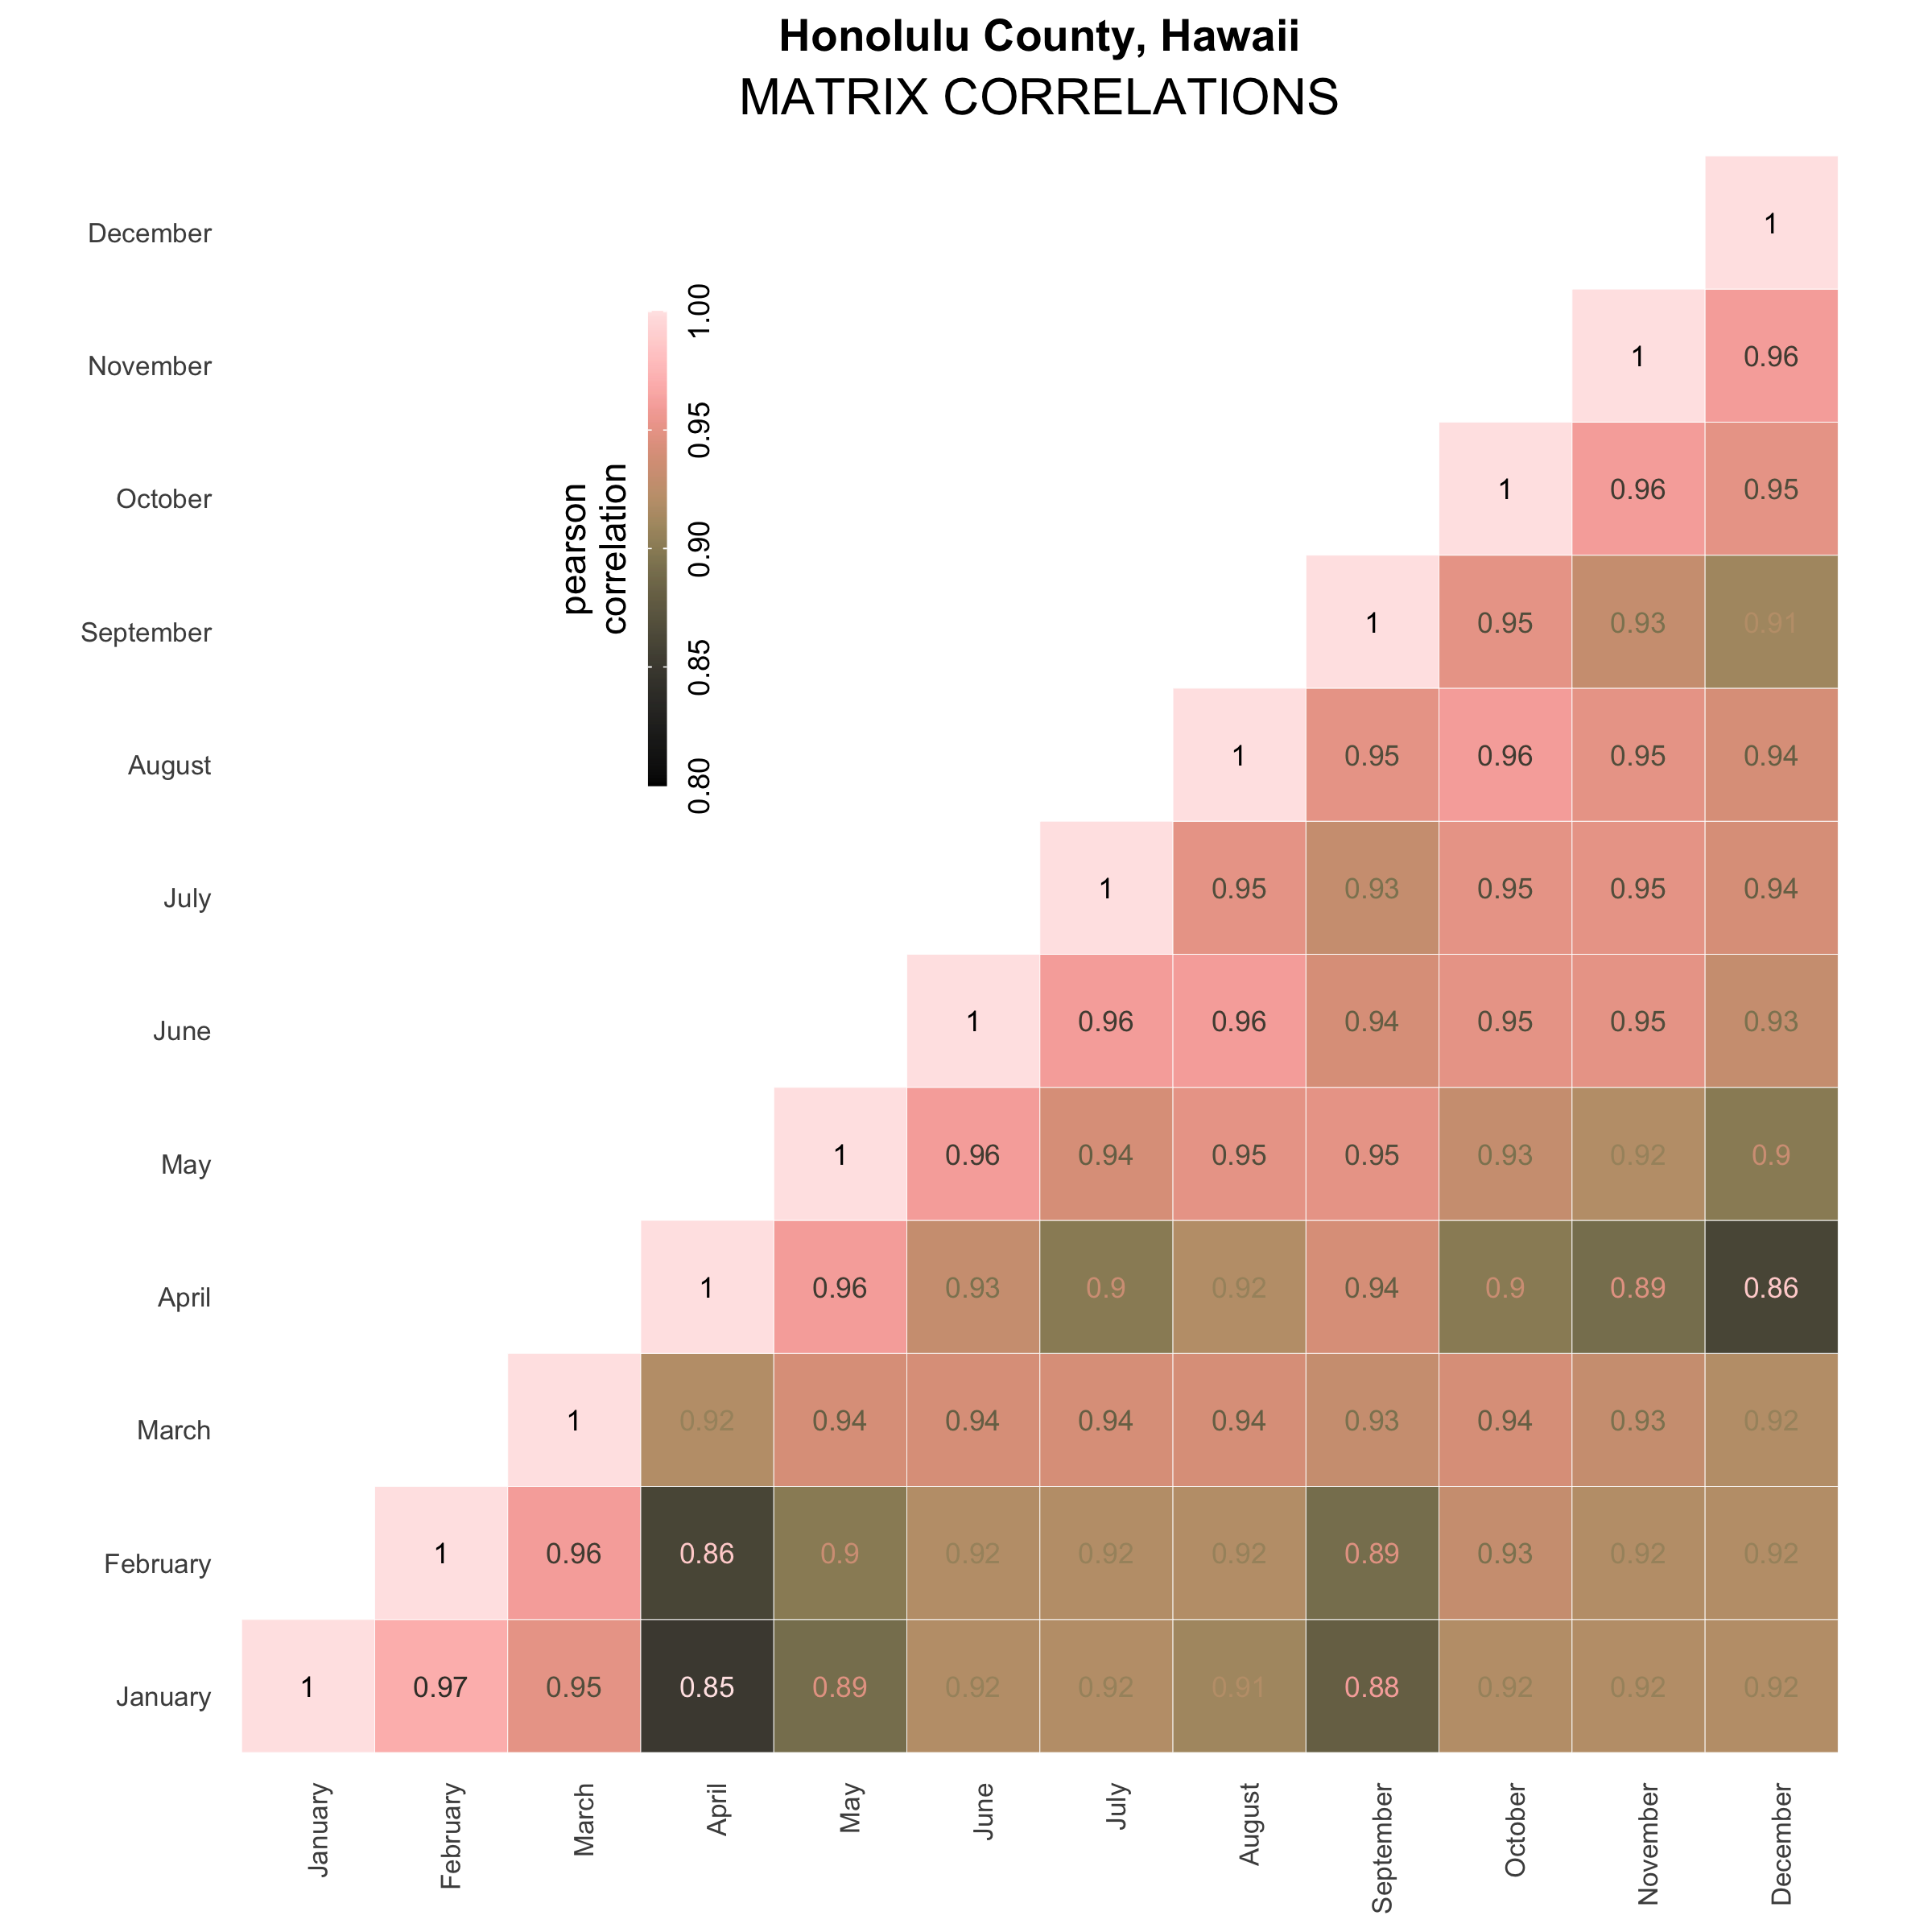 Honolulu County, Hawaii
MATRIX CORRELATIONS
pearson
correlation
1.00
0.95
0.90
0.85
0.80
December 1
November 1 0.96
October 1 0.96 0.95
September 1 0.95 0.93 0.91
August 1 0.95 0.96 0.95 0.94
July 1 0.95 0.93 0.95 0.95 0.94
June 1 0.96 0.96 0.94 0.95 0.95 0.93
May 1 0.96 0.94 0.95 0.95 0.93 0.92 0.9
April 1 0.96 0.93 0.9 0.92 0.94 0.9 0.89 0.86
March 1 0.92 0.94 0.94 0.94 0.94 0.93 0.94 0.93 0.92
February 1 0.96 0.86 0.9 0.92 0.92 0.92 0.89 0.93 0.92 0.92
January 1 0.97 0.95 0.85 0.89 0.92 0.92 0.91 0.88 0.92 0.92 0.92
January
February
March
April
May
June
July
August
September
October
November
December